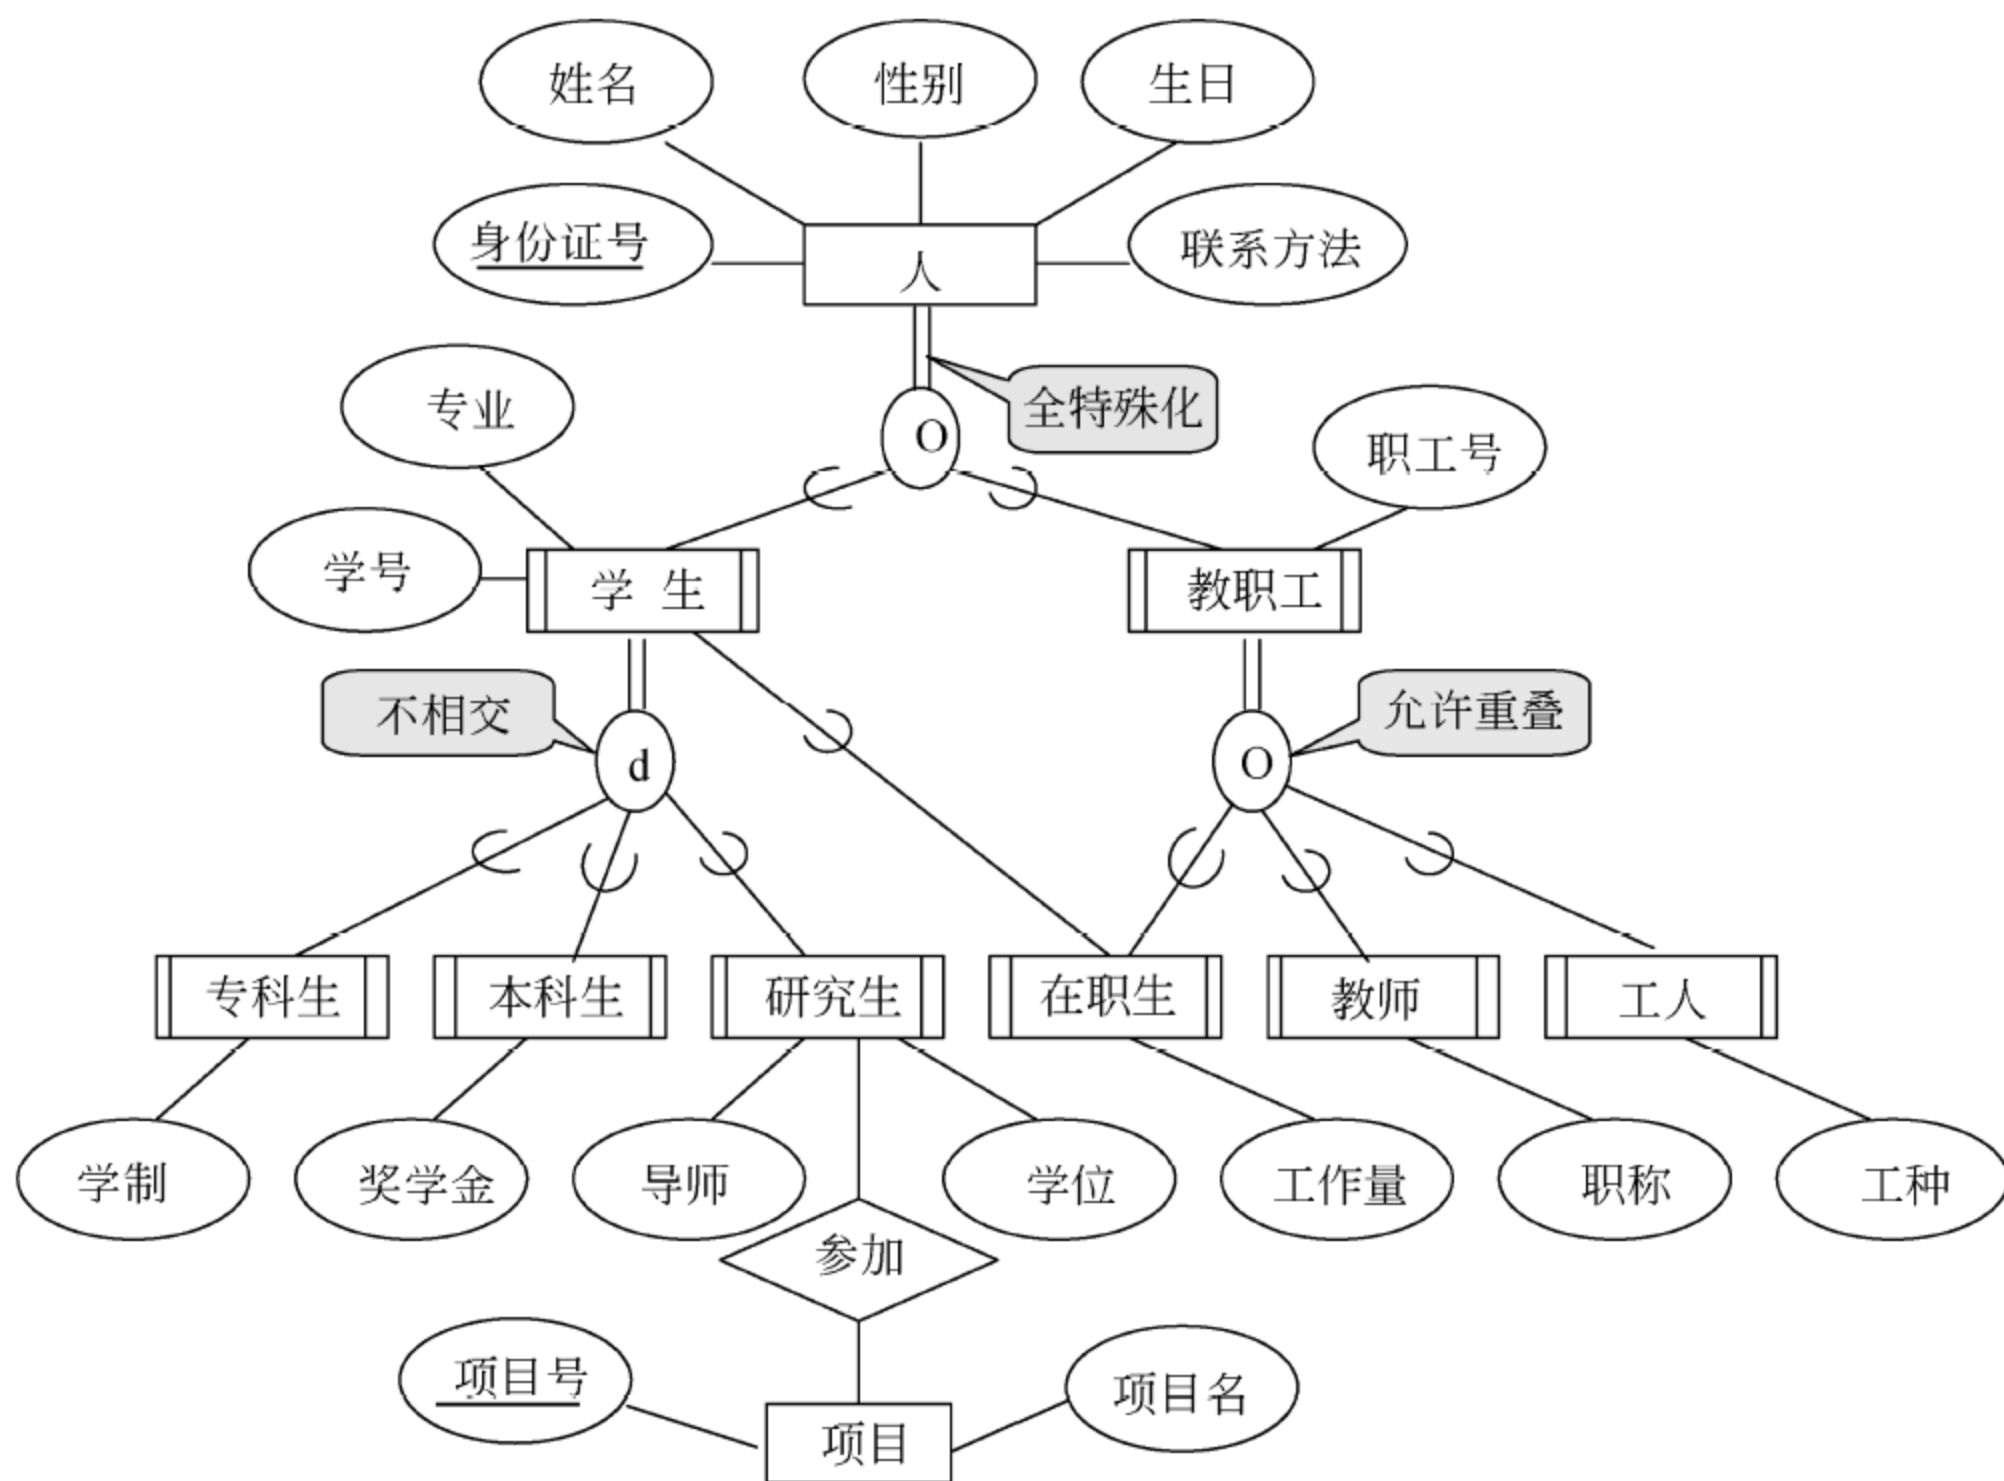 姓名
性别
生日
身份证号
人
联系方法
专业
O
全特殊化
职工号
学号
学 生
教职工
不相交
d
O
允许重叠
专科生
本科生
研究生
在职生
教师
工人
学制
奖学金
导师
学位
工作量
职称
工种
参加
项目号
项目名
项目